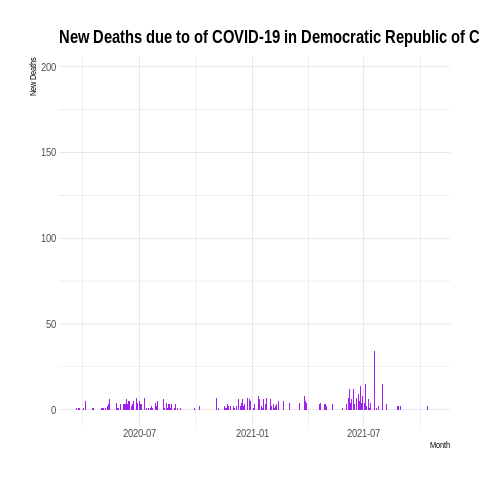 New Deaths due to of COVID-19 in Democratic Republic of C
New Deaths
200
150
100
50
0
2020-07
2021-01
2021-07
Month